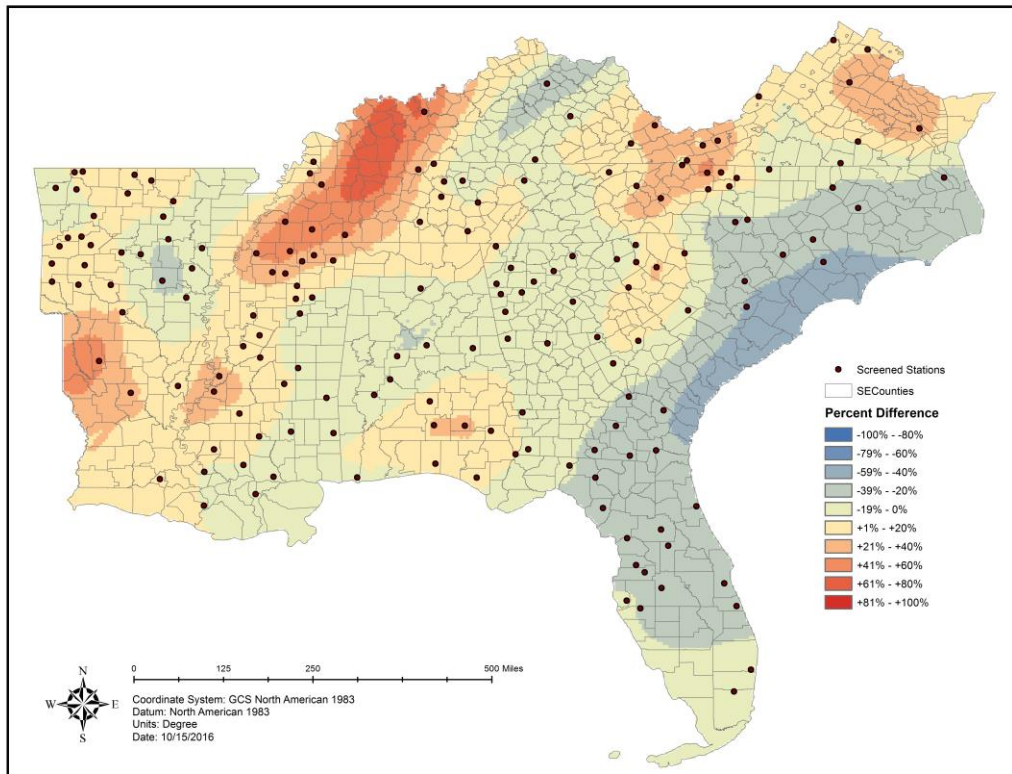 Screened Stations
SECounties
Percent Difference
-100% - -80%
-79% - -60%
-59% - -40%
-39% - -20%
-19% - 0%
+1% - +20%
+21% - +40%
+41% - +60%
+61% - +80%
+81% - +100%
0 125 250 500 Miles
N
W E
S
Coordinate System: GCS North American 1983
Datum: North American 1983
Units: Degree
Date: 10/15/2016